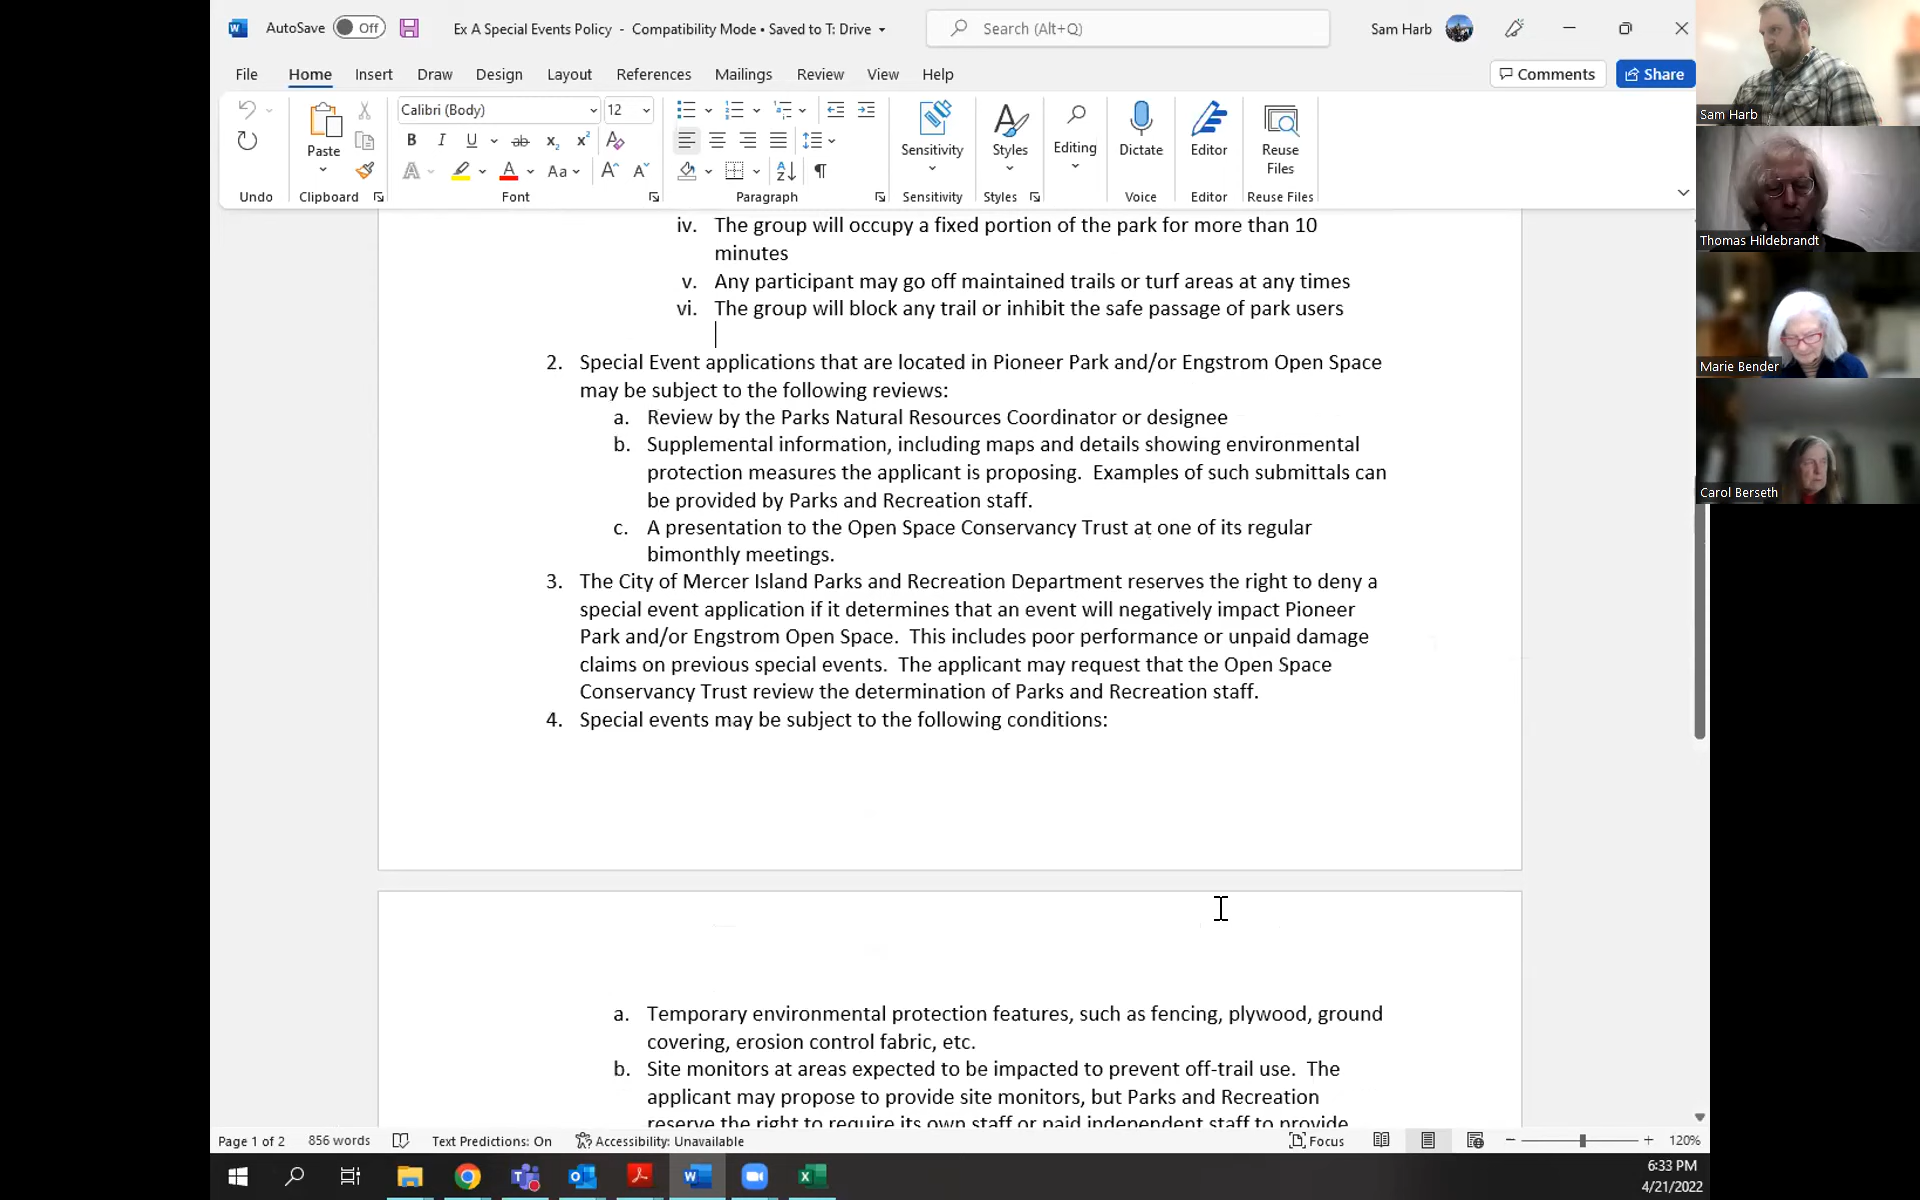 AutoSave Off Ex A Special Events Policy - Compatibility Mode • Saved to T: Drive Search (Alt+Q) Sam Harb
File Home Insert Draw Design Layout References Mailings Review View Help Comments Share
Calibri (Body) 12
Paste
Sensitivity Styles Editing Dictate Editor Reuse Files
Undo Clipboard Font Paragraph Sensitivity Styles Voice Editor Reuse Files
iv. The group will occupy a fixed portion of the park for more than 10
minutes
v. Any participant may go off maintained trails or turf areas at any times
vi. The group will block any trail or inhibit the safe passage of park users
2. Special Event applications that are located in Pioneer Park and/or Engstrom Open Space
may be subject to the following reviews:
a. Review by the Parks Natural Resources Coordinator or designee
b. Supplemental information, including maps and details showing environmental
protection measures the applicant is proposing. Examples of such submittals can
be provided by Parks and Recreation staff.
c. A presentation to the Open Space Conservancy Trust at one of its regular
bimonthly meetings.
3. The City of Mercer Island Parks and Recreation Department reserves the right to deny a
special event application if it determines that an event will negatively impact Pioneer
Park and/or Engstrom Open Space. This includes poor performance or unpaid damage
claims on previous special events. The applicant may request that the Open Space
Conservancy Trust review the determination of Parks and Recreation staff.
4. Special events may be subject to the following conditions:
a. Temporary environmental protection features, such as fencing, plywood, ground
covering, erosion control fabric, etc.
b. Site monitors at areas expected to be impacted to prevent off-trail use. The
applicant may propose to provide site monitors, but Parks and Recreation
reserve the right to require its own staff or paid independent staff to provide
Page 1 of 2 856 words Text Predictions: On Accessibility: Unavailable Focus 120%
6:33 PM
4/21/2022
Sam Harb
Thomas Hildebrandt
Marie Bender
Carol Berseth